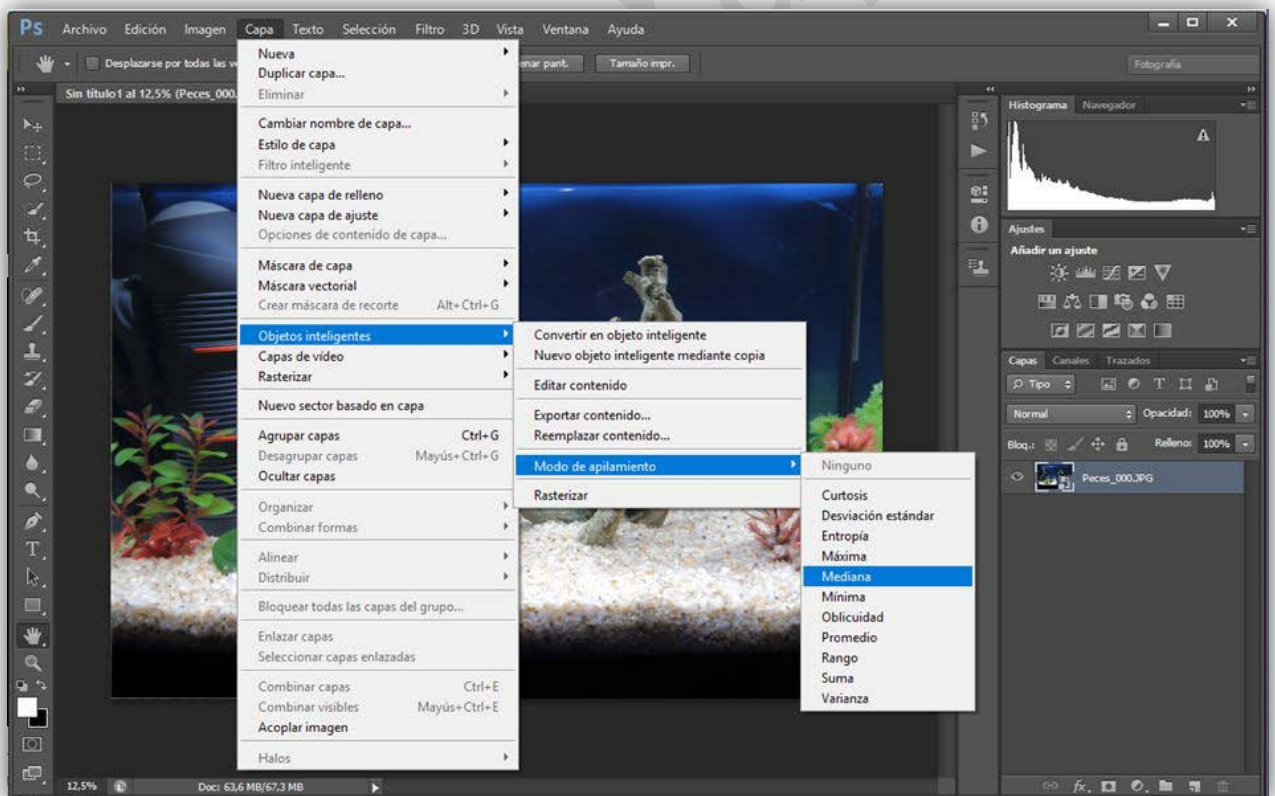 Ps Archivo Edición Imagen Capa Texto Selección Filtro 3D Vista Ventana Ayuda
Desplazarse por todas las enar pant. Tamaño impr. Fotografía
Sin título1 al 12,5% (Peces_000.
Nueva
Duplicar capa...
Eliminar
Cambiar nombre de capa...
Estilo de capa
Filtro inteligente
Nueva capa de relleno
Nueva capa de ajuste
Opciones de contenido de capa...
Máscara de capa
Máscara vectorial
Crear máscara de recorte Alt+Ctrl+G
Objetos inteligentes
Capas de vídeo
Rasterizar
Nuevo sector basado en capa
Agrupar capas Ctrl+G
Desagrupar capas Mayús+Ctrl+G
Ocultar capas
Organizar
Combinar formas
Alinear
Distribuir
Bloquear todas las capas del grupo...
Enlazar capas
Seleccionar capas enlazadas
Combinar capas Ctrl+E
Combinar visibles Mayús+Ctrl+E
Acoplar imagen
Halos
Convertir en objeto inteligente
Nuevo objeto inteligente mediante copia
Editar contenido
Exportar contenido...
Reemplazar contenido...
Modo de apilamiento
Rasterizar
Ninguno
Curtosis
Desviación estándar
Entropía
Máxima
Mediana
Mínima
Oblicuidad
Promedio
Rango
Suma
Varianza
Histograma Navegador
Ajustes
Añadir un ajuste
Capas Canales Trazados
Tipo
Normal Opacidad: 100%
Bloq.: Relleno: 100%
Peces_000.JPG
12,5% Doc: 63,6 MB/67,3 MB
fx